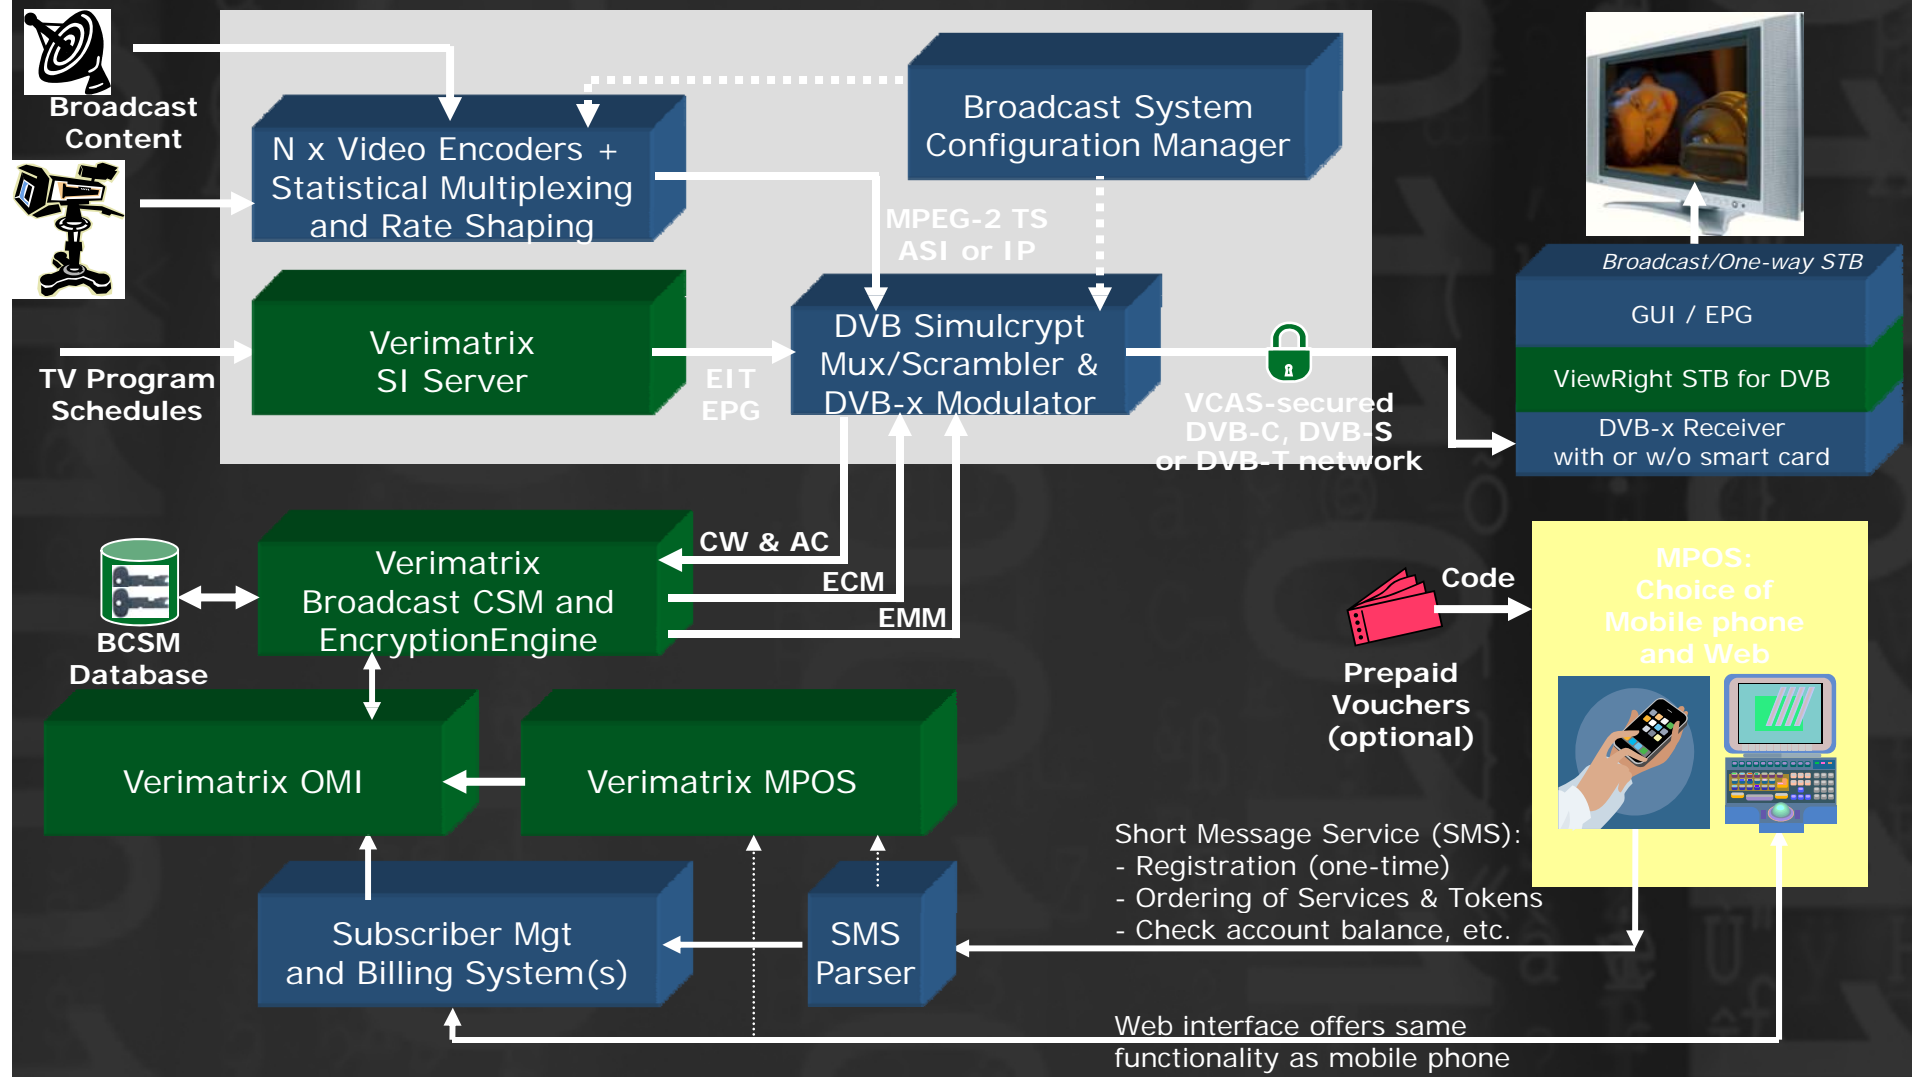 Broadcast
Content
N x Video Encoders +
Statistical Multiplexing
and Rate Shaping
Broadcast System
Configuration Manager
MPEG-2 TS
ASI or IP
TV Program
Schedules
Verimatrix
SI Server
EIT
EPG
DVB Simulcrypt
Mux/Scrambler &
DVB-x Modulator
VCAS-secured
DVB-C, DVB-S
or DVB-T network
Broadcast/One-way STB
GUI / EPG
ViewRight STB for DVB
DVB-x Receiver
with or w/o smart card
CW & AC
ECM
EMM
Verimatrix
Broadcast CSM and
EncryptionEngine
BCSM
Database
Code
Prepaid
Vouchers
(optional)
MPOS:
Choice of
Mobile phone
and Web
Verimatrix OMI
Verimatrix MPOS
Short Message Service (SMS):
- Registration (one-time)
- Ordering of Services & Tokens
- Check account balance, etc.
Subscriber Mgt
and Billing System(s)
SMS
Parser
Web interface offers same
functionality as mobile phone